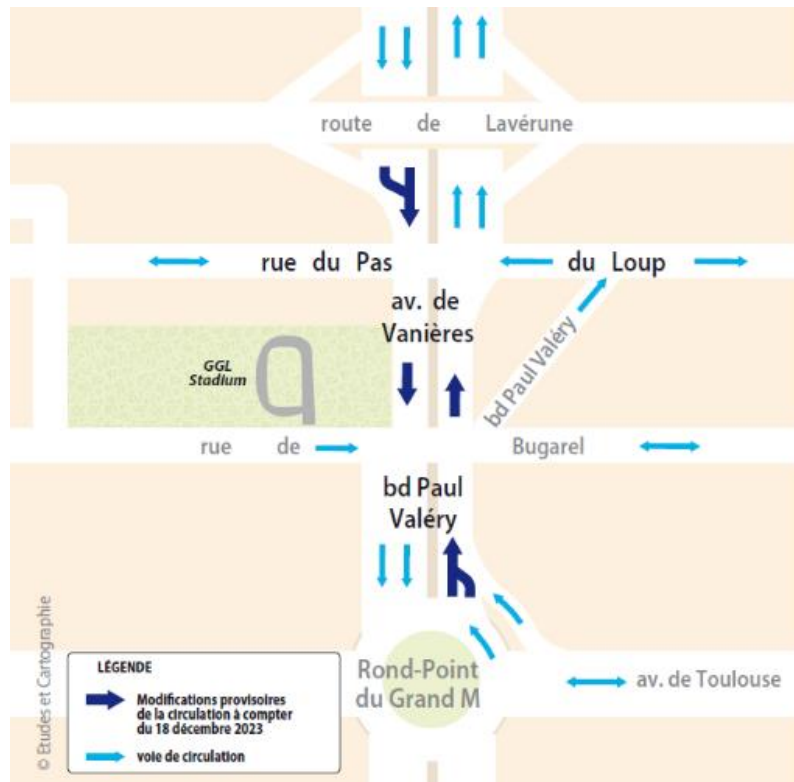 route de Lavérune
rue du Pas du Loup
av. de
Vanières
bd Paul Valéry
GGL
Stadium
rue de Bugarel
bd Paul
Valéry
Rond-Point
du Grand M
av. de Toulouse
© Etudes et Cartographie
LÉGENDE
Modifications provisoires
de la circulation à compter
du 18 décembre 2023
voie de circulation